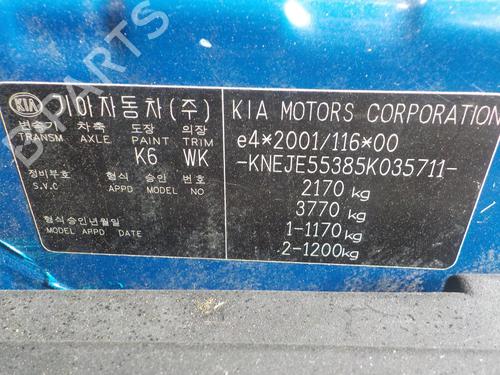 KIA 기아자동차(주)
변속기 차축 도장 의장
TRANSM AXLE PAINT TRIM
K6 WK
정비부호 형식 승인 번호
S.V.C APPD MODEL NO
형식승인년월일
MODEL APPD DATE
KIA MOTORS CORPORATION
e4*2001/116*00
-KNEJE55385K035711-
2170 kg
3770 kg
1-1170 kg
2-1200kg
B PARTS